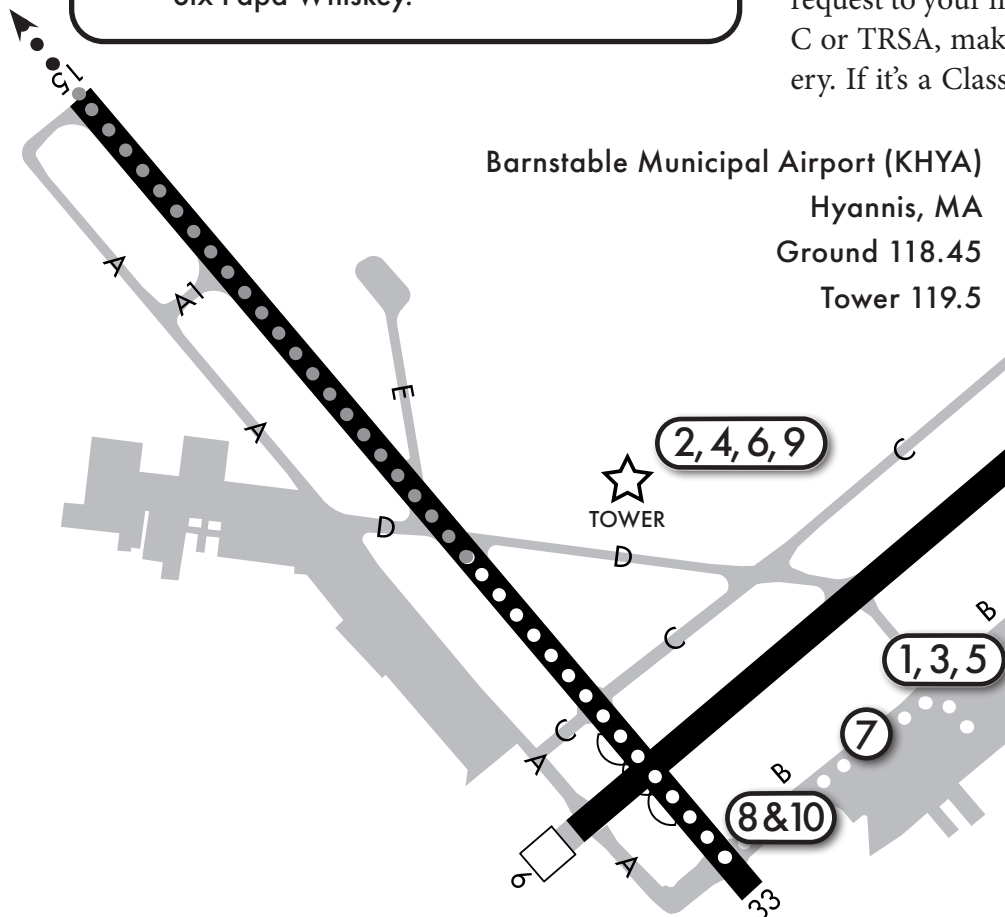 Six Papa Whiskey.
request to your in
C or TRSA, mak
ery. If it's a Class
Barnstable Municipal Airport (KHYA)
Hyannis, MA
Ground 118.45
Tower 119.5
15
A
A1
E
A
2, 4, 6, 9
C
TOWER
D
D
B
C
1, 3, 5
C
7
A
B
8&10
A
6
33